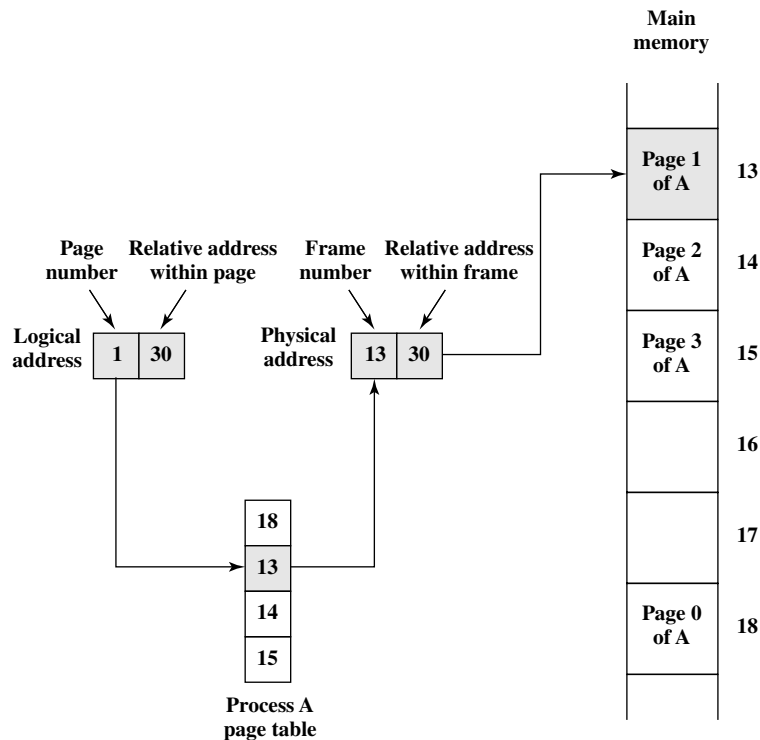 Main
memory
Page 1
of A
13
Page
number
Relative address
within page
Frame
number
Relative address
within frame
Page 2
of A
14
Logical
address
1 30
Physical
address
13 30
Page 3
of A
15
16
18
13
14
15
17
Page 0
of A
18
Process A
page table